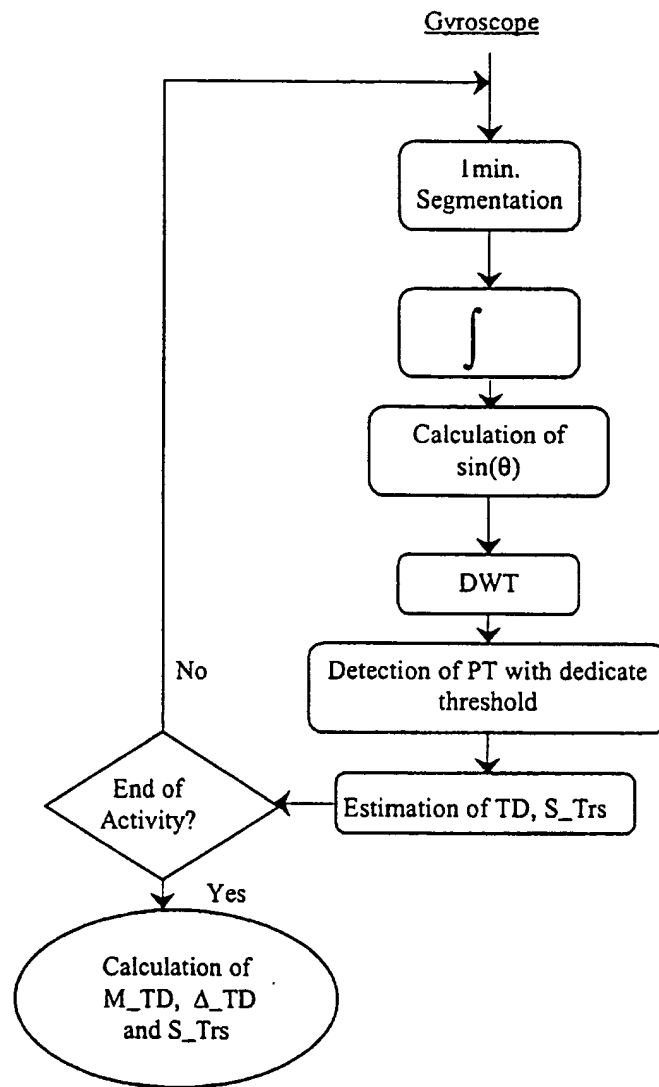 Gyroscope
1min.
Segmentation
∫
Calculation of
sin(θ)
DWT
Detection of PT with dedicate
threshold
Estimation of TD, S_Trs
End of
Activity?
No
Yes
Calculation of
M_TD, Δ_TD
and S_Trs